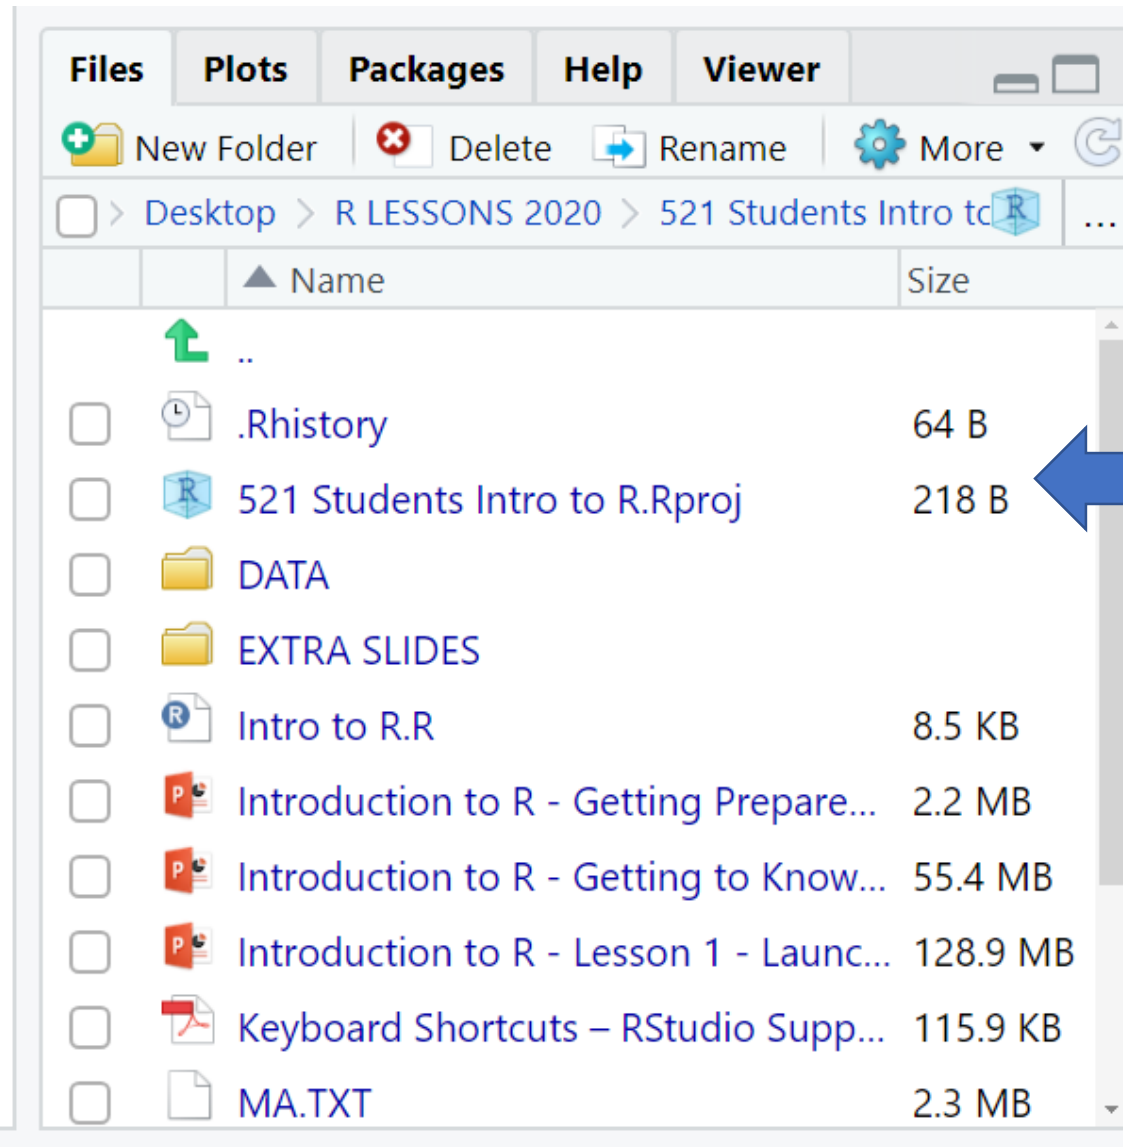 Files Plots Packages Help Viewer
New Folder Delete Rename More
Desktop > R LESSONS 2020 > 521 Students Intro to R ...
Name Size
..
.Rhistory 64 B
R 521 Students Intro to R.Rproj 218 B
DATA
EXTRA SLIDES
R Intro to R.R 8.5 KB
P Introduction to R - Getting Prepare... 2.2 MB
P Introduction to R - Getting to Know... 55.4 MB
P Introduction to R - Lesson 1 - Launc... 128.9 MB
Keyboard Shortcuts – RStudio Supp... 115.9 KB
MA.TXT 2.3 MB